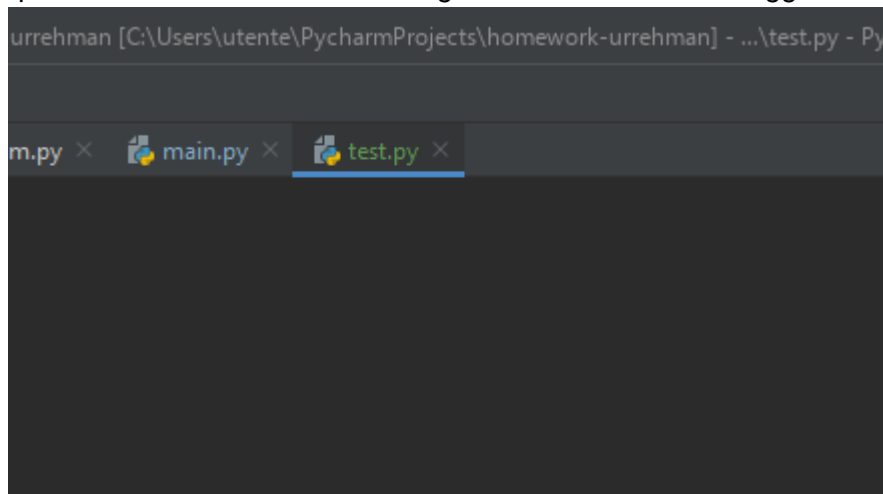 urrehman [C:\Users\utente\PycharmProjects\homework-urrehman] - ...\test.py - Py
m.py × main.py × test.py ×